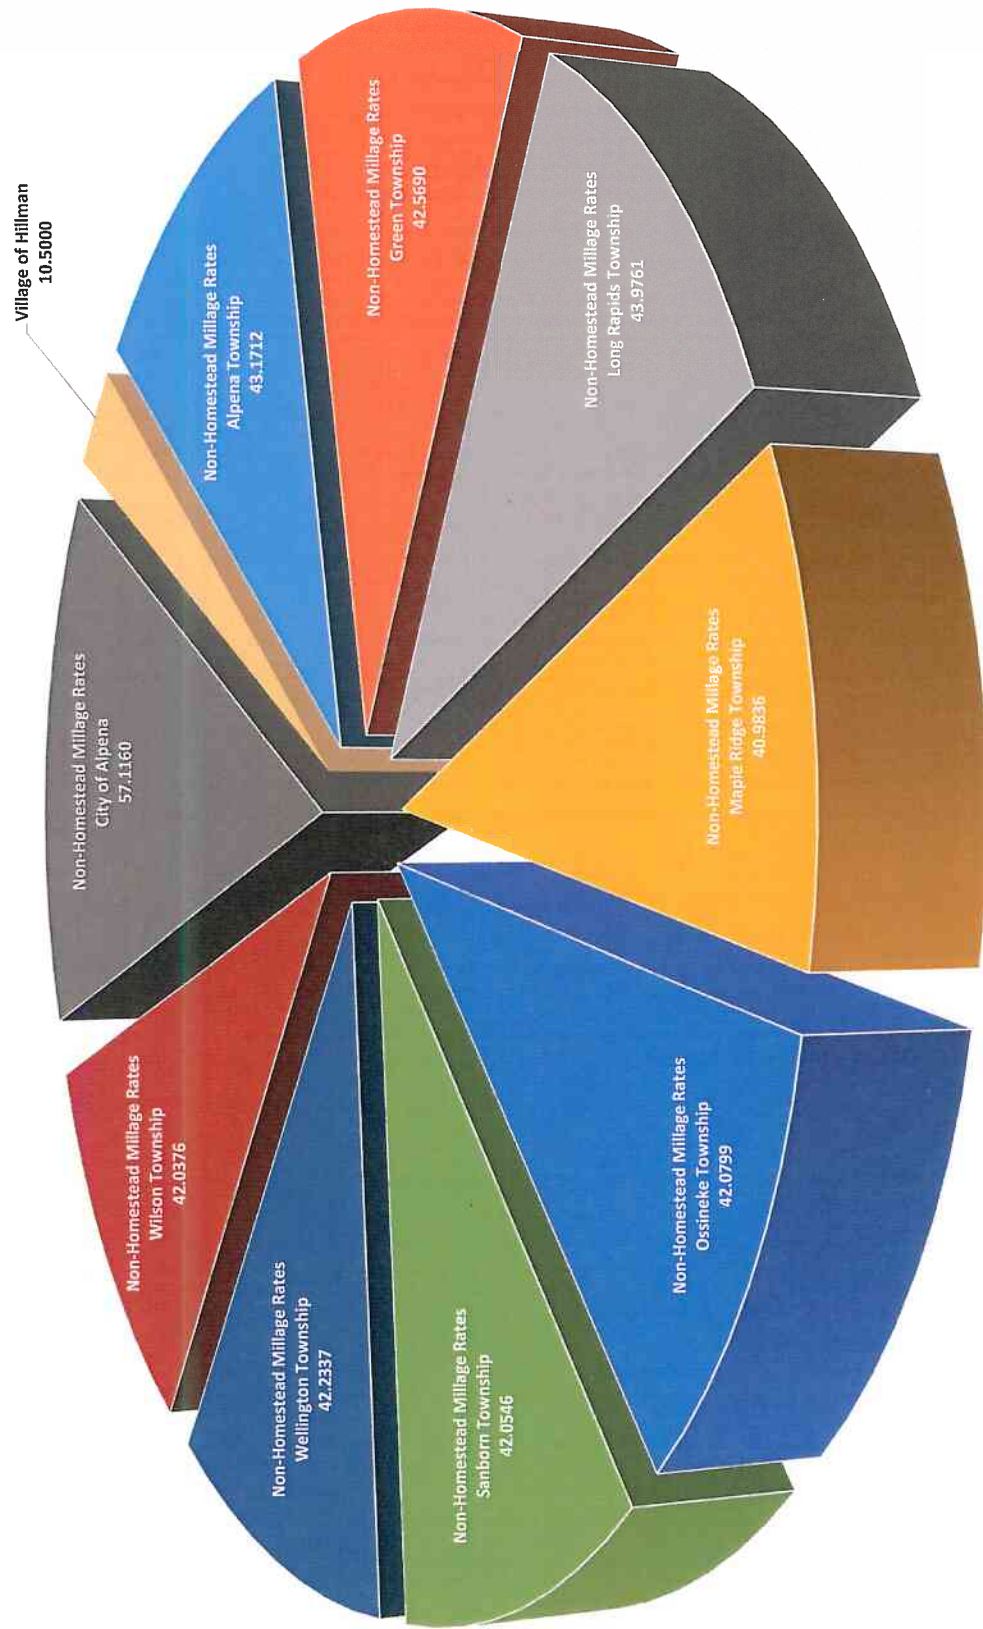 Village of Hillman
10.5000
Non-Homestead Millage Rates
Alpena Township
43.1712
Non-Homestead Millage Rates
Green Township
42.5690
Non-Homestead Millage Rates
Long Rapids Township
43.9761
Non-Homestead Millage Rates
Maple Ridge Township
40.9836
Non-Homestead Millage Rates
Ossineke Township
42.0799
Non-Homestead Millage Rates
Sanborn Township
42.0546
Non-Homestead Millage Rates
Wellington Township
42.2337
Non-Homestead Millage Rates
Wilson Township
42.0376
Non-Homestead Millage Rates
City of Alpena
57.1160